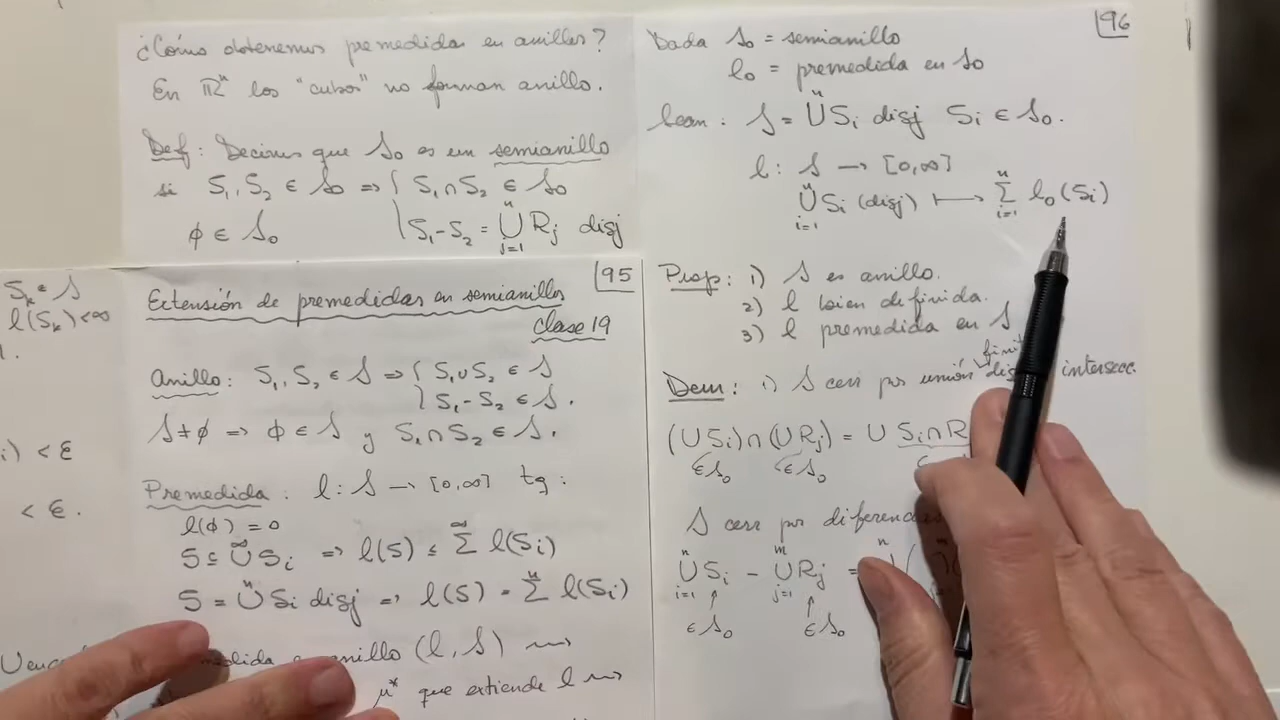 ¿Cómo obtenemos premedidas en anillos?
En ℝⁿ los "cubos" no forman anillo.
Def: Decimos que S₀ es un semianillo
si S₁, S₂ ∈ S₀ ⇒ { S₁∩S₂ ∈ S₀
∅ ∈ S₀ S₁-S₂ = ⋃ⁿⱼ₌₁ Rⱼ disj
Sₖ ∈ S
l(Sₖ)<∞
1.
i) < ε
< ε.
95
Extensión de premedidas en semianillos
Clase 19
Anillo: S₁, S₂ ∈ S ⇒ { S₁∪S₂ ∈ S
S₁-S₂ ∈ S.
S≠∅ ⇒ ∅ ∈ S y S₁∩S₂ ∈ S.
Premedida: l: S → [0,∞] tq:
l(∅)=0
S ⊆ ⋃^∞ Sᵢ ⇒ l(S) ≤ Σ^∞ l(Sᵢ)
S = ⋃ⁿ Sᵢ disj ⇒ l(S) = Σⁿ l(Sᵢ)
anillo (l, S) ⇝
μ* que extiende l ⇝
96
Dada S₀ = semianillo
l₀ = premedida en S₀
Sean: S = ⋃ⁿ Sᵢ disj Sᵢ ∈ S₀.
l: S → [0,∞]
⋃ⁿᵢ₌₁ Sᵢ (disj) ↦ Σⁿᵢ₌₁ l₀(Sᵢ)
Prop: 1) S es anillo.
2) l bien definida.
3) l premedida en S
Dem: 1) S cerr por unión intersecc.
(∪Sᵢ)∩(∪Rⱼ) = ∪ Sᵢ∩R
∈S₀ ∈S₀
S cerr por diferencias
⋃ⁿᵢ₌₁ Sᵢ - ⋃ᵐⱼ₌₁ Rⱼ =
∈S₀ ∈S₀